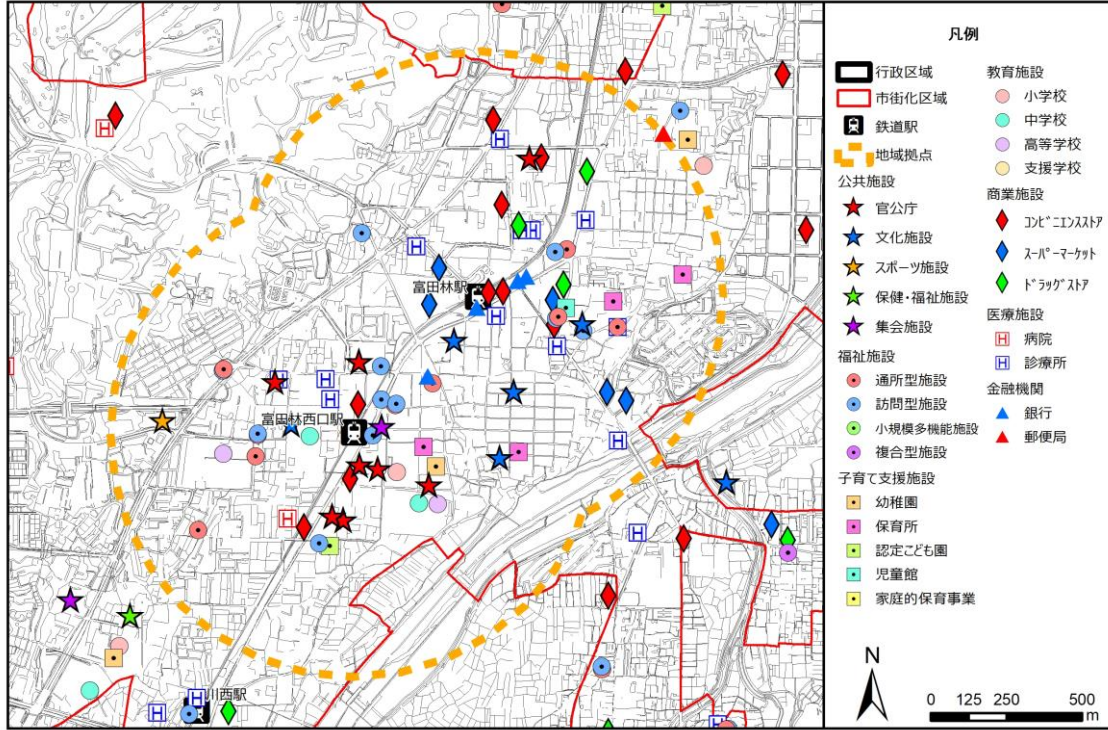 富田林駅
富田林西口駅
川西駅
凡例
行政区域
市街化区域
鉄道駅
地域拠点
公共施設
官公庁
文化施設
スポーツ施設
保健・福祉施設
集会施設
福祉施設
通所型施設
訪問型施設
小規模多機能施設
複合型施設
子育て支援施設
幼稚園
保育所
認定こども園
児童館
家庭的保育事業
教育施設
小学校
中学校
高等学校
支援学校
商業施設
コンビニエンスストア
スーパーマーケット
ドラッグストア
医療施設
病院
診療所
金融機関
銀行
郵便局
N
0 125 250 500
m